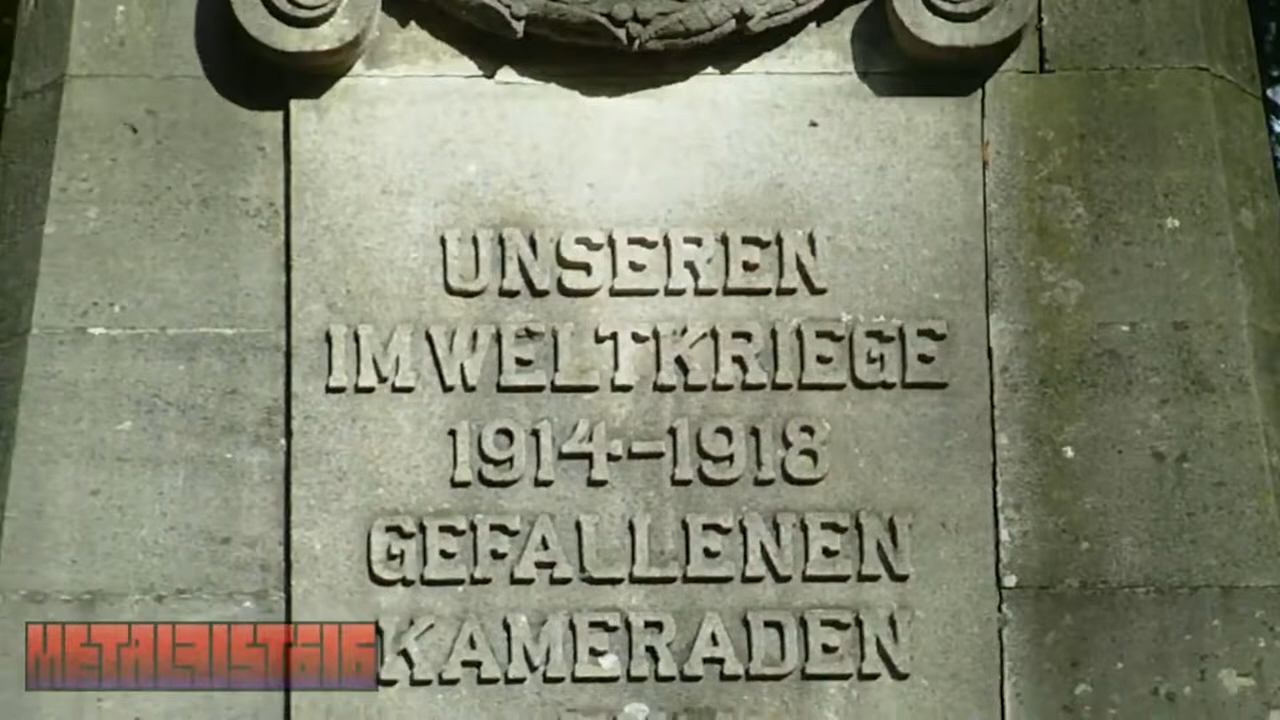 UNSEREN
IM WELTKRIEGE
1914-1918
GEFALLENEN
KAMERADEN